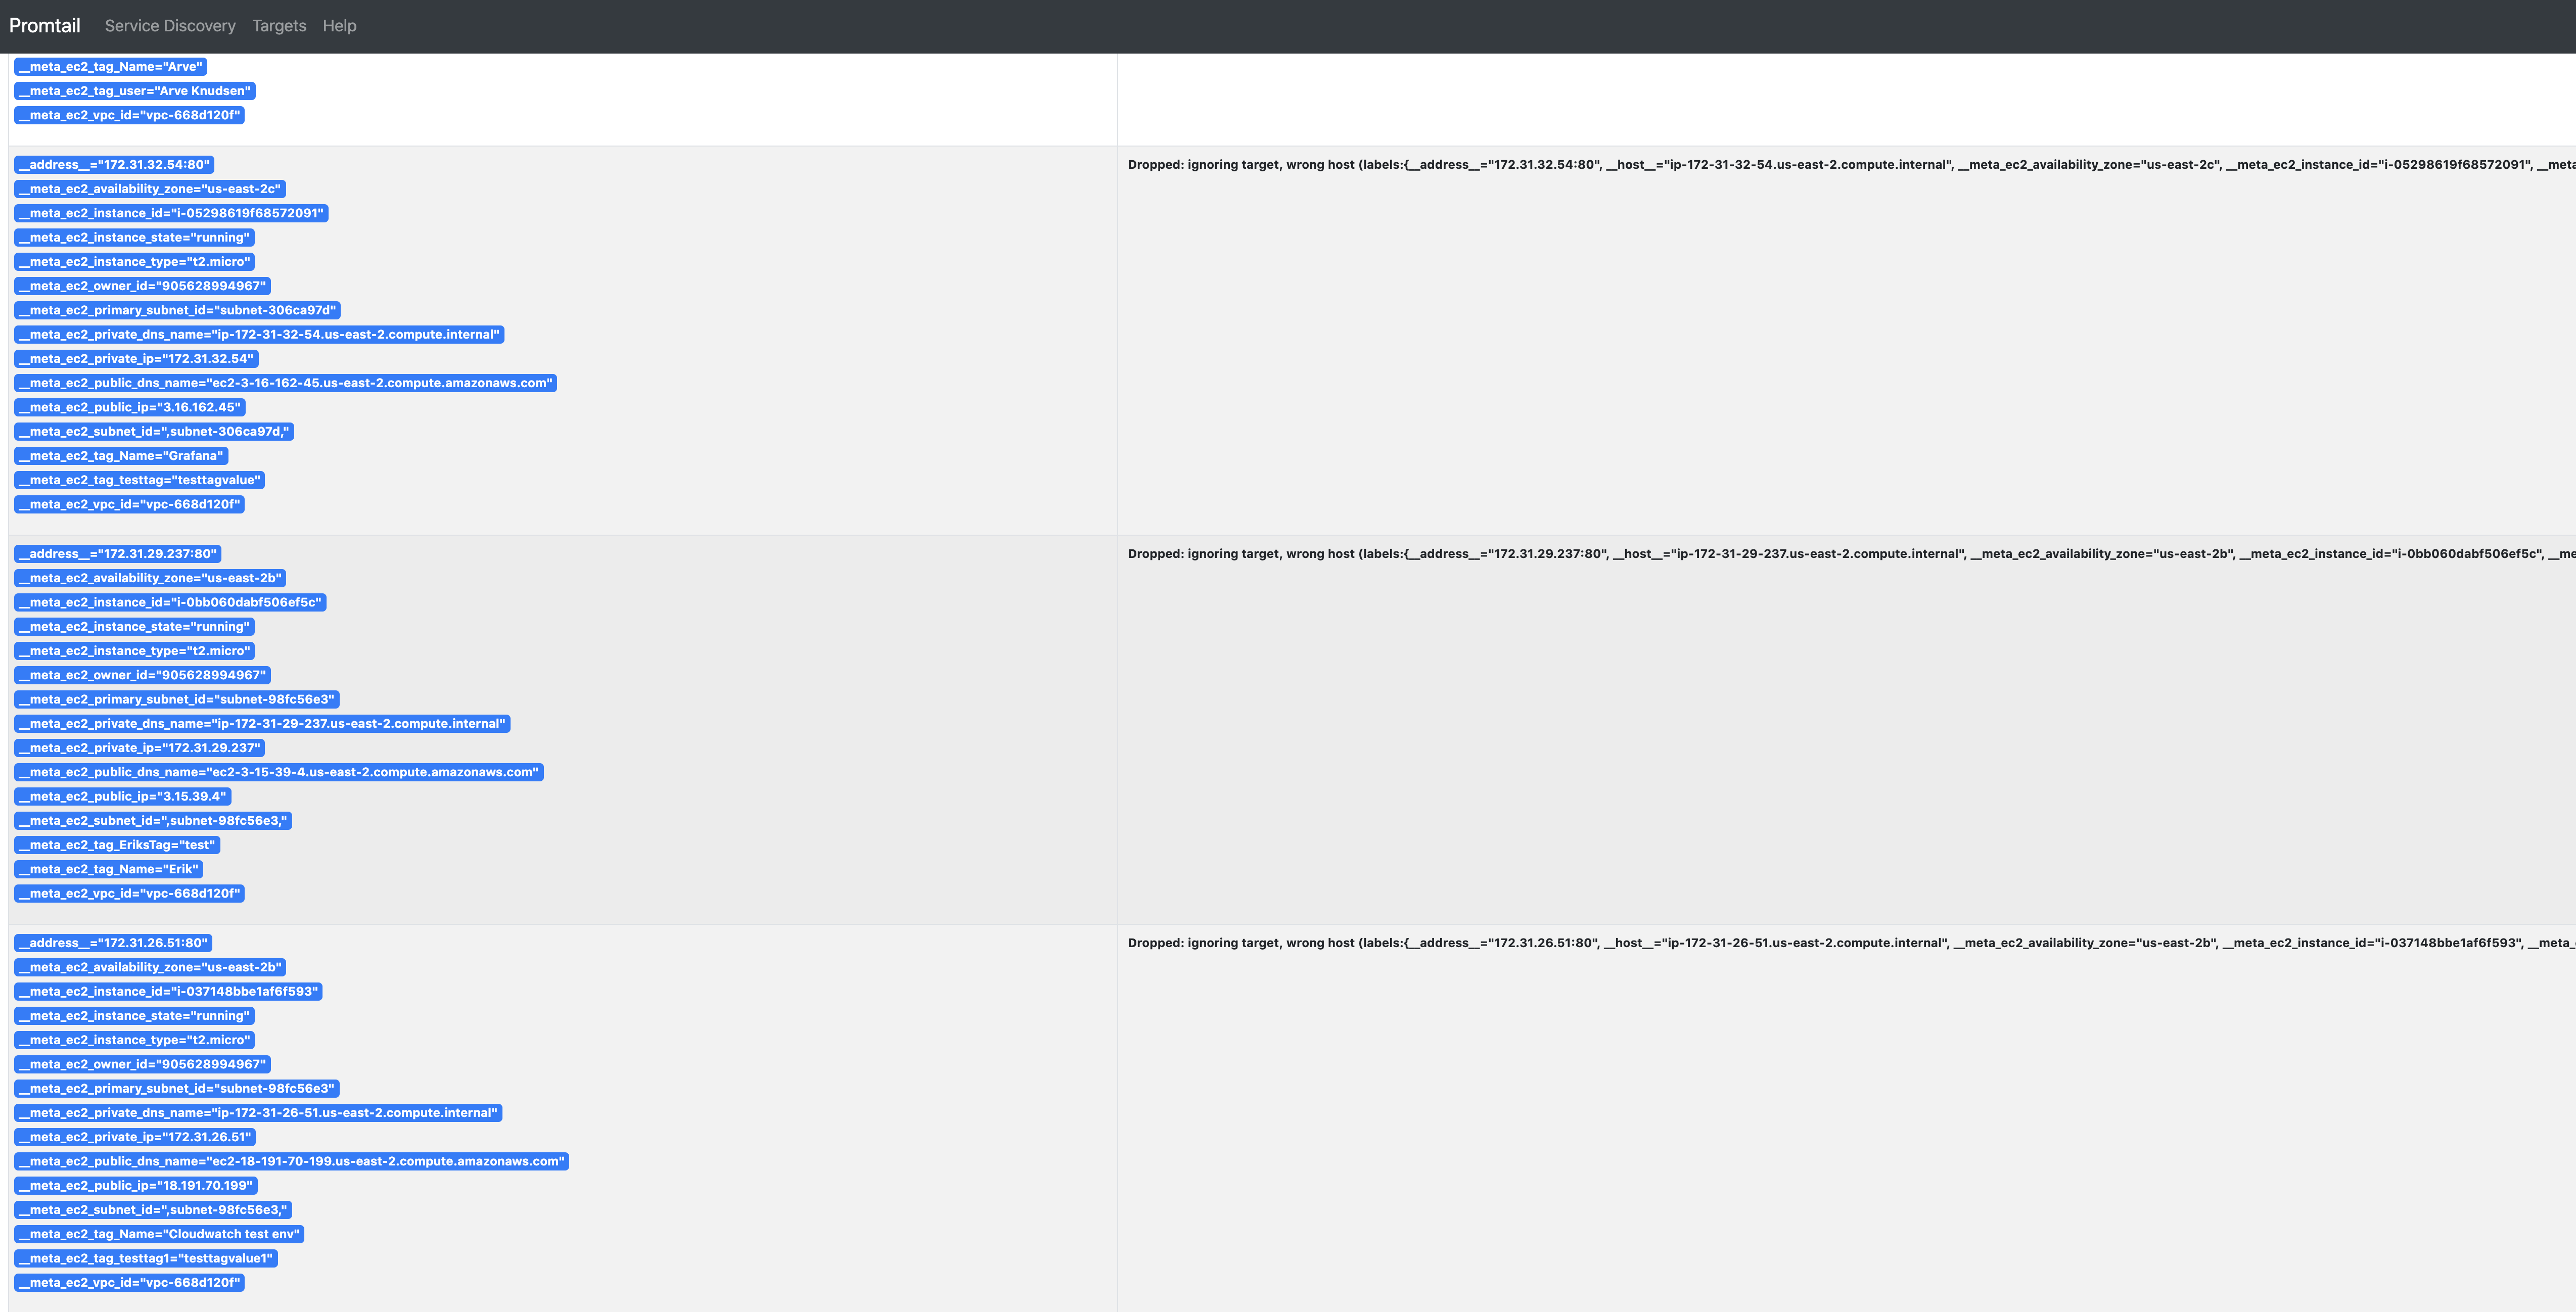 Promtail Service Discovery Targets Help
__meta_ec2_tag_Name="Arve"
__meta_ec2_tag_user="Arve Knudsen"
__meta_ec2_vpc_id="vpc-668d120f"
__address__="172.31.32.54:80"
Dropped: ignoring target, wrong host (labels:{__address__="172.31.32.54:80", __host__="ip-172-31-32-54.us-east-2.compute.internal", __meta_ec2_availability_zone="us-east-2c", __meta_ec2_instance_id="i-05298619f68572091", __meta
__meta_ec2_availability_zone="us-east-2c"
__meta_ec2_instance_id="i-05298619f68572091"
__meta_ec2_instance_state="running"
__meta_ec2_instance_type="t2.micro"
__meta_ec2_owner_id="905628994967"
__meta_ec2_primary_subnet_id="subnet-306ca97d"
__meta_ec2_private_dns_name="ip-172-31-32-54.us-east-2.compute.internal"
__meta_ec2_private_ip="172.31.32.54"
__meta_ec2_public_dns_name="ec2-3-16-162-45.us-east-2.compute.amazonaws.com"
__meta_ec2_public_ip="3.16.162.45"
__meta_ec2_subnet_id=",subnet-306ca97d,"
__meta_ec2_tag_Name="Grafana"
__meta_ec2_tag_testtag="testtagvalue"
__meta_ec2_vpc_id="vpc-668d120f"
__address__="172.31.29.237:80"
Dropped: ignoring target, wrong host (labels:{__address__="172.31.29.237:80", __host__="ip-172-31-29-237.us-east-2.compute.internal", __meta_ec2_availability_zone="us-east-2b", __meta_ec2_instance_id="i-0bb060dabf506ef5c", __me
__meta_ec2_availability_zone="us-east-2b"
__meta_ec2_instance_id="i-0bb060dabf506ef5c"
__meta_ec2_instance_state="running"
__meta_ec2_instance_type="t2.micro"
__meta_ec2_owner_id="905628994967"
__meta_ec2_primary_subnet_id="subnet-98fc56e3"
__meta_ec2_private_dns_name="ip-172-31-29-237.us-east-2.compute.internal"
__meta_ec2_private_ip="172.31.29.237"
__meta_ec2_public_dns_name="ec2-3-15-39-4.us-east-2.compute.amazonaws.com"
__meta_ec2_public_ip="3.15.39.4"
__meta_ec2_subnet_id=",subnet-98fc56e3,"
__meta_ec2_tag_EriksTag="test"
__meta_ec2_tag_Name="Erik"
__meta_ec2_vpc_id="vpc-668d120f"
__address__="172.31.26.51:80"
Dropped: ignoring target, wrong host (labels:{__address__="172.31.26.51:80", __host__="ip-172-31-26-51.us-east-2.compute.internal", __meta_ec2_availability_zone="us-east-2b", __meta_ec2_instance_id="i-037148bbe1af6f593", __meta_
__meta_ec2_availability_zone="us-east-2b"
__meta_ec2_instance_id="i-037148bbe1af6f593"
__meta_ec2_instance_state="running"
__meta_ec2_instance_type="t2.micro"
__meta_ec2_owner_id="905628994967"
__meta_ec2_primary_subnet_id="subnet-98fc56e3"
__meta_ec2_private_dns_name="ip-172-31-26-51.us-east-2.compute.internal"
__meta_ec2_private_ip="172.31.26.51"
__meta_ec2_public_dns_name="ec2-18-191-70-199.us-east-2.compute.amazonaws.com"
__meta_ec2_public_ip="18.191.70.199"
__meta_ec2_subnet_id=",subnet-98fc56e3,"
__meta_ec2_tag_Name="Cloudwatch test env"
__meta_ec2_tag_testtag1="testtagvalue1"
__meta_ec2_vpc_id="vpc-668d120f"